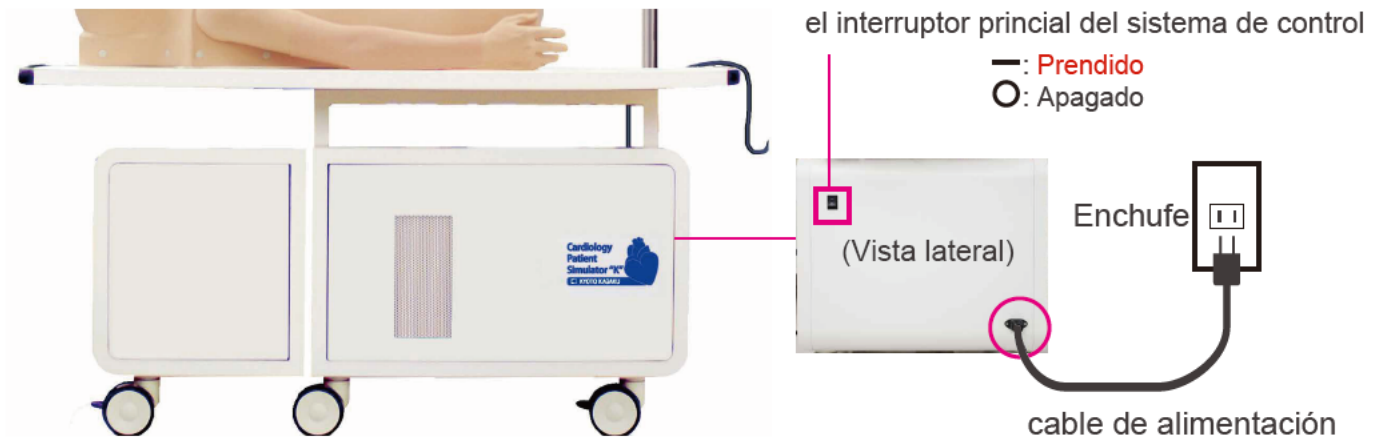 el interruptor princial del sistema de control
—: Prendido
O: Apagado
Enchufe
(Vista lateral)
Cardiology
Patient
Simulator "K"
KYOTO KAGAKU
cable de alimentación